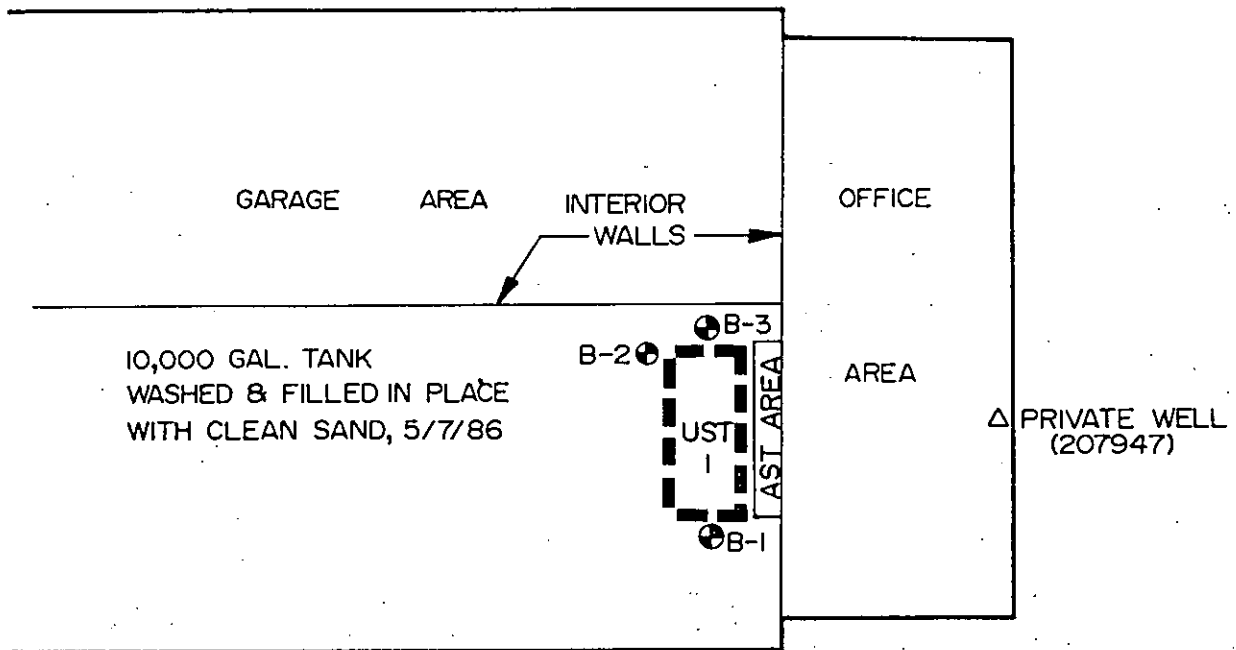 GARAGE AREA
INTERIOR
WALLS
OFFICE
AREA
B-3
B-2
10,000 GAL. TANK
WASHED & FILLED IN PLACE
WITH CLEAN SAND, 5/7/86
UST
1
AST AREA
B-1
PRIVATE WELL
(207947)